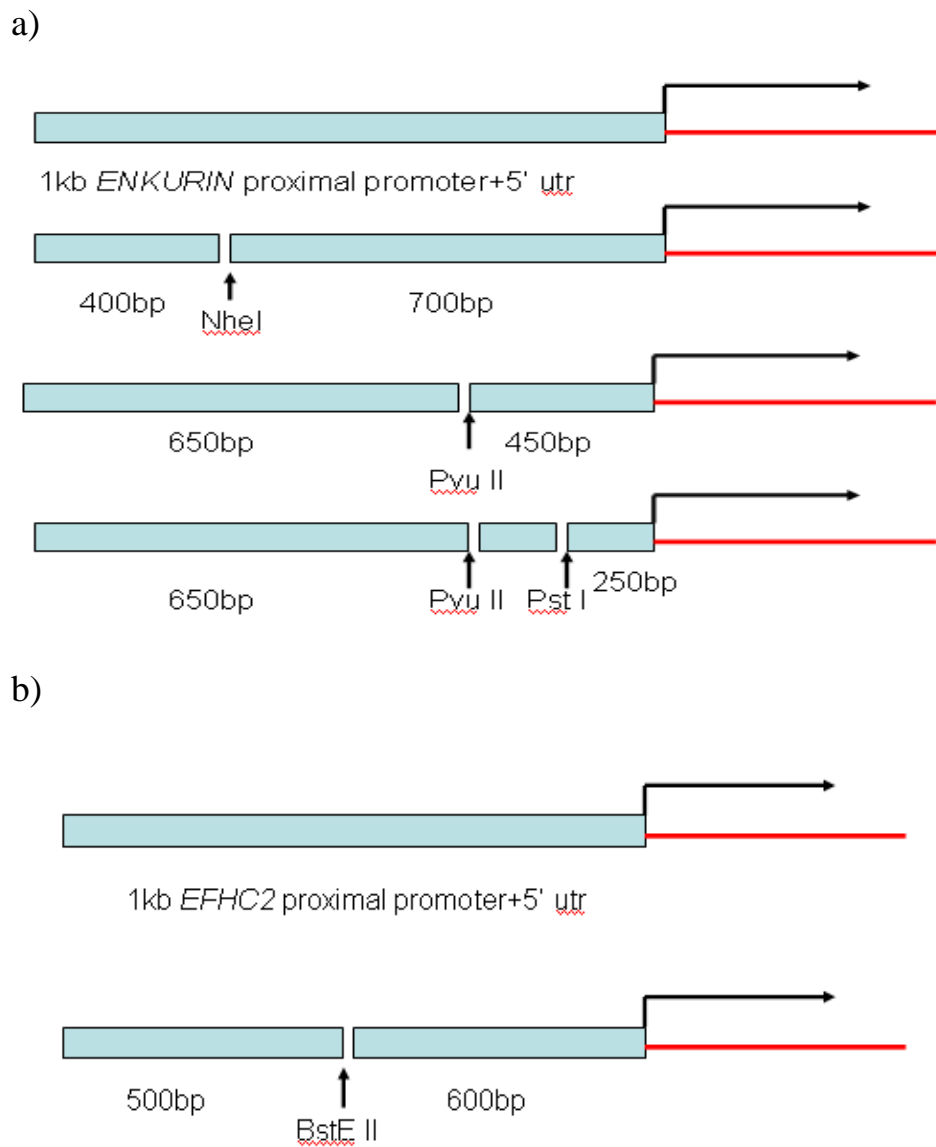 a)
1kb ENKURIN proximal promoter+5' utr
400bp 700bp
NheI
650bp 450bp
Pvu II
650bp Pvu II Pst I 250bp
b)
1kb EFHC2 proximal promoter+5' utr
500bp 600bp
BstE II